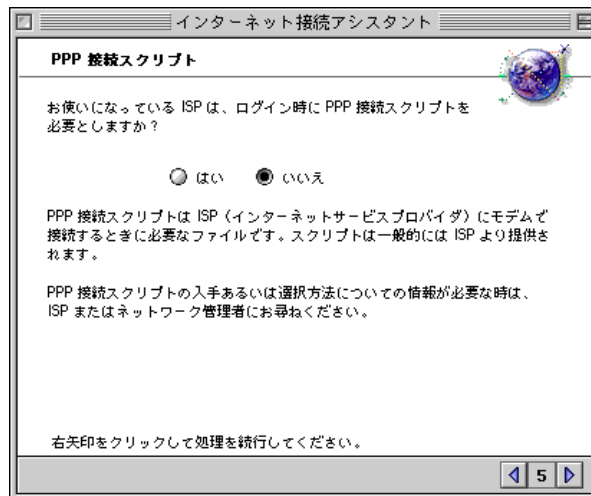 インターネット接続アシスタント
PPP 接続スクリプト
お使いになっている ISP は、ログイン時に PPP 接続スクリプトを
必要としますか？
はい いいえ
PPP 接続スクリプトは ISP（インターネットサービスプロバイダ）にモデムで
接続するときに必要なファイルです。スクリプトは一般的には ISP より提供さ
れます。
PPP 接続スクリプトの入手あるいは選択方法についての情報が必要な時は、
ISP またはネットワーク管理者にお尋ねください。
右矢印をクリックして処理を続行してください。
5